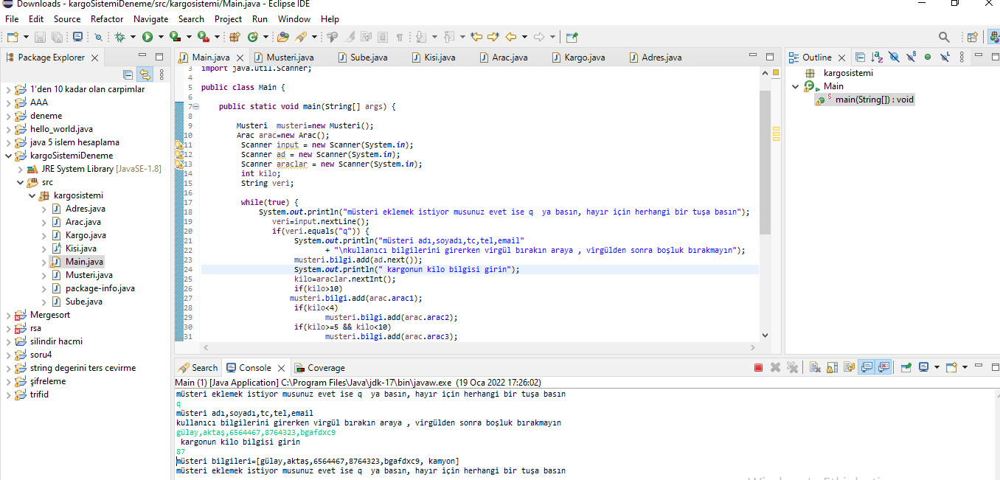 Downloads - kargoSistemiDeneme/src/kargosistemi/Main.java - Eclipse IDE
File Edit Source Refactor Navigate Search Project Run Window Help
Package Explorer
1'den 10 kadar olan carpimlar
AAA
deneme
hello_world.java
java 5 islem hesaplama
kargoSistemiDeneme
JRE System Library [JavaSE-1.8]
src
kargosistemi
Adres.java
Arac.java
Kargo.java
Kisi.java
Main.java
Musteri.java
package-info.java
Sube.java
Mergesort
rsa
silindir hacmi
soru4
string degerini ters cevirme
şifreleme
trifid
Main.java Musteri.java Sube.java Kisi.java Arac.java Kargo.java Adres.java
3 import java.util.Scanner;
4
5 public class Main {
6
7 public static void main(String[] args) {
8
9 Musteri musteri=new Musteri();
10 Arac arac=new Arac();
11 Scanner input = new Scanner(System.in);
12 Scanner ad = new Scanner(System.in);
13 Scanner araclar = new Scanner(System.in);
14 int kilo;
15 String veri;
16
17 while(true) {
18 System.out.println("müsteri eklemek istiyor musunuz evet ise q ya basın, hayır için herhangi bir tuşa basın");
19 veri=input.nextLine();
20 if(veri.equals("q")) {
21 System.out.println("müsteri adı,soyadı,tc,tel,email"
22 + "\nkullanıcı bilgilerini girerken virgül bırakın araya , virgülden sonra boşluk bırakmayın");
23 musteri.bilgi.add(ad.next());
24 System.out.println(" kargonun kilo bilgisi girin");
25 kilo=araclar.nextInt();
26 if(kilo>10)
27 musteri.bilgi.add(arac.arac1);
28 if(kilo<4)
29 musteri.bilgi.add(arac.arac2);
30 if(kilo>=5 && kilo<10)
31 musteri.bilgi.add(arac.arac3);
Outline
kargosistemi
Main
main(String[]) : void
Search Console Coverage
Main (1) [Java Application] C:\Program Files\Java\jdk-17\bin\javaw.exe (19 Oca 2022 17:26:02)
müsteri eklemek istiyor musunuz evet ise q ya basın, hayır için herhangi bir tuşa basın
q
müsteri adı,soyadı,tc,tel,email
kullanıcı bilgilerini girerken virgül bırakın araya , virgülden sonra boşluk bırakmayın
gülay,aktaş,6564467,8764323,bgafdxc9
kargonun kilo bilgisi girin
87
müsteri bilgileri=[gülay,aktaş,6564467,8764323,bgafdxc9, kamyon]
müsteri eklemek istiyor musunuz evet ise q ya basın, hayır için herhangi bir tuşa basın